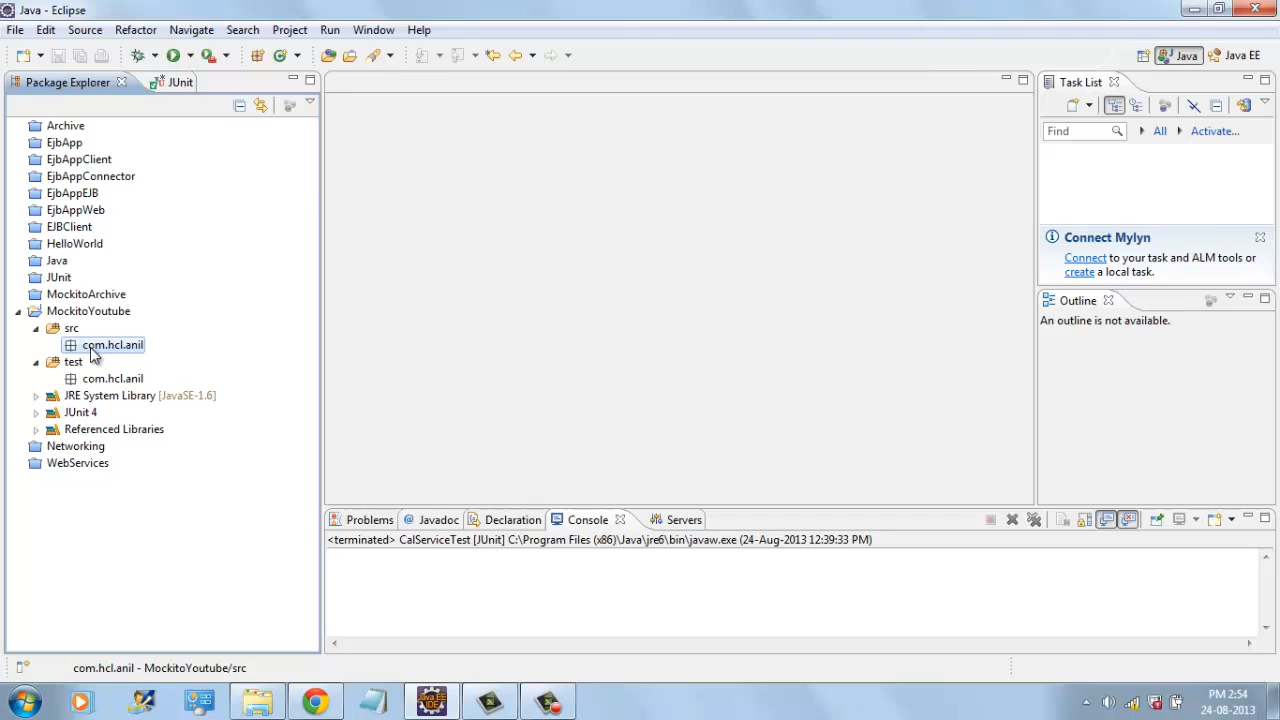 Java - Eclipse
File Edit Source Refactor Navigate Search Project Run Window Help
Java Java EE
Package Explorer JUnit
Task List
Archive
EjbApp
EjbAppClient
EjbAppConnector
EjbAppEJB
EjbAppWeb
EJBClient
HelloWorld
Java
JUnit
MockitoArchive
MockitoYoutube
src
com.hcl.anil
test
com.hcl.anil
JRE System Library [JavaSE-1.6]
JUnit 4
Referenced Libraries
Networking
WebServices
Find All Activate...
Connect Mylyn
Connect to your task and ALM tools or
create a local task.
Outline
An outline is not available.
Problems Javadoc Declaration Console Servers
<terminated> CalServiceTest [JUnit] C:\Program Files (x86)\Java\jre6\bin\javaw.exe (24-Aug-2013 12:39:33 PM)
com.hcl.anil - MockitoYoutube/src
Java EE
IDE
PM 2:54
24-08-2013